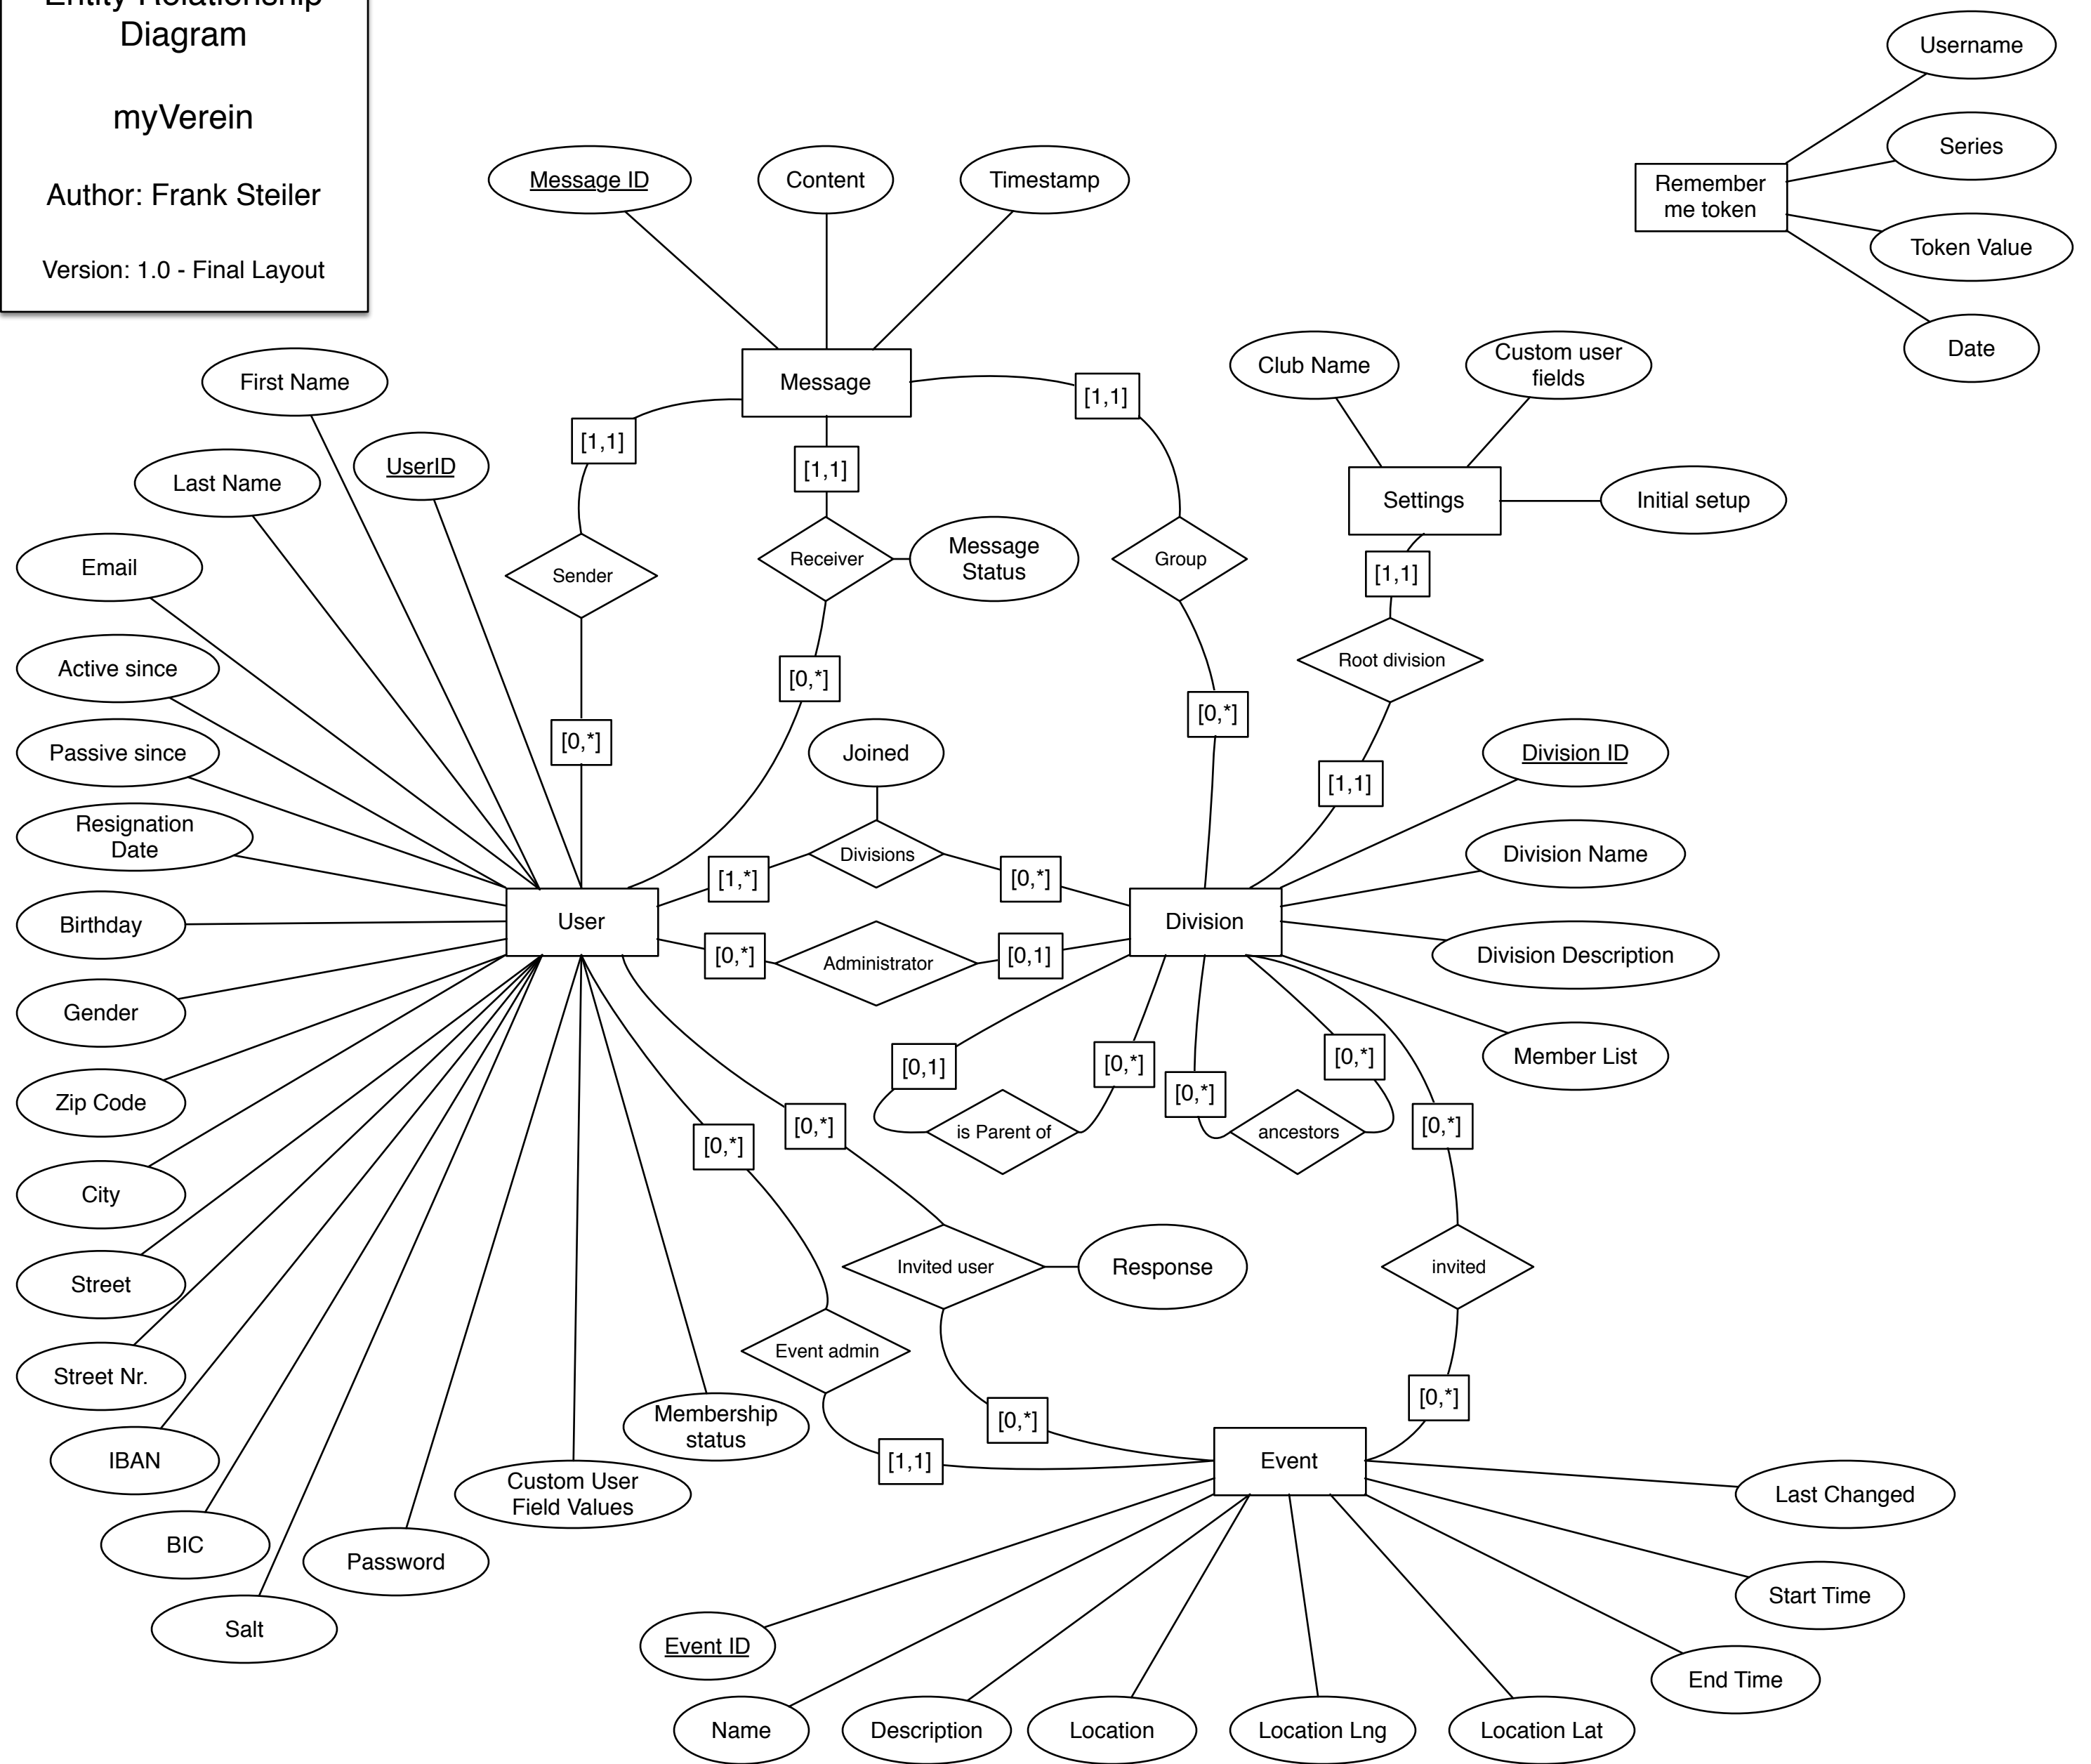 Entity Relationship
Diagram
myVerein
Author: Frank Steiler
Version: 1.0 - Final Layout
Username
Series
Remember
me token
Token Value
Date
Message ID
Content
Timestamp
Message
[1,1]
[1,1]
[1,1]
Club Name
Custom user
fields
Settings
Initial setup
[1,1]
First Name
Last Name
UserID
Email
Active since
Passive since
Resignation
Date
Birthday
Gender
Zip Code
City
Street
Street Nr.
IBAN
BIC
Salt
Password
Custom User
Field Values
Membership
status
Sender
Receiver
Message
Status
Group
Root division
[0,*]
[0,*]
[0,*]
[1,1]
Joined
Divisions
[1,*]
[0,*]
User
Division
[0,*]
Administrator
[0,1]
Division ID
Division Name
Division Description
Member List
[0,1]
[0,*]
is Parent of
[0,*]
[0,*]
ancestors
[0,*]
[0,*]
[0,*]
Invited user
Response
invited
Event admin
[0,*]
[0,*]
[1,1]
Event
Last Changed
Start Time
End Time
Event ID
Name
Description
Location
Location Lng
Location Lat